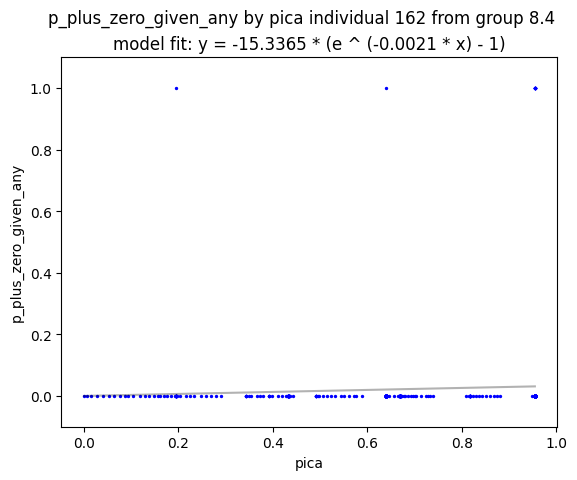 p_plus_zero_given_any by pica individual 162 from group 8.4
model fit: y = -15.3365 * (e ^ (-0.0021 * x) - 1)
1.0
0.8
0.6
0.4
0.2
0.0
p_plus_zero_given_any
0.0 0.2 0.4 0.6 0.8 1.0
pica